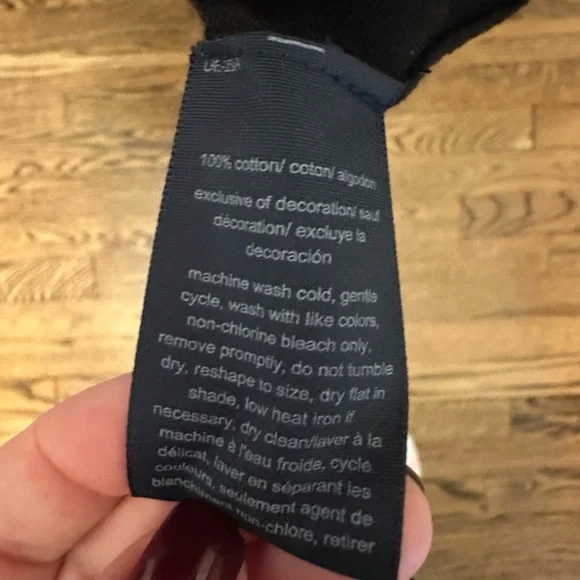 100% cotton/ coton/ algodón
exclusive of decoration/ sauf
décoration/ excluye la
decoración
machine wash cold, gentle
cycle, wash with like colors,
non-chlorine bleach only,
remove promptly, do not tumble
dry, reshape to size, dry flat in
shade, low heat iron if
necessary, dry clean/laver à la
machine à l'eau froide, cycle
délicat, laver en séparant les
couleurs, seulement agent de
blanchiment non-chlore, retirer